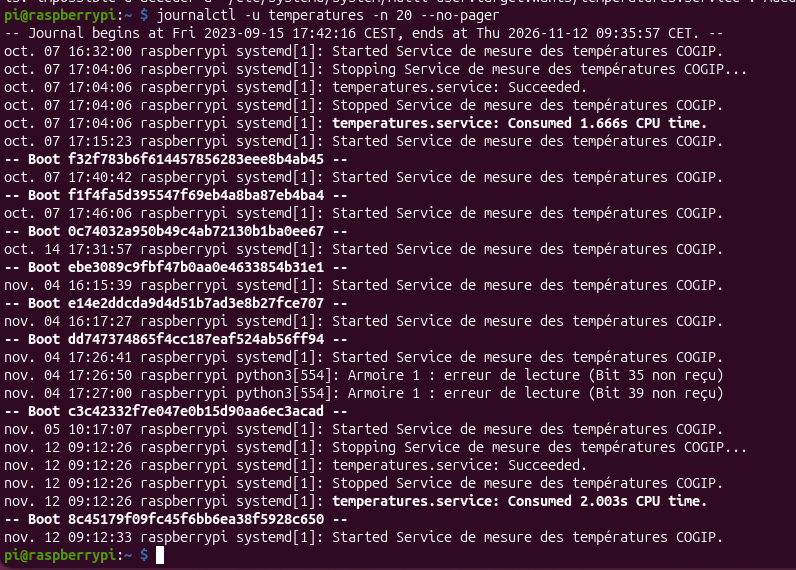 pi@raspberrypi:~ $ journalctl -u temperatures -n 20 --no-pager
-- Journal begins at Fri 2023-09-15 17:42:16 CEST, ends at Thu 2026-11-12 09:35:57 CET. --
oct. 07 16:32:00 raspberrypi systemd[1]: Started Service de mesure des températures COGIP.
oct. 07 17:04:06 raspberrypi systemd[1]: Stopping Service de mesure des températures COGIP...
oct. 07 17:04:06 raspberrypi systemd[1]: temperatures.service: Succeeded.
oct. 07 17:04:06 raspberrypi systemd[1]: Stopped Service de mesure des températures COGIP.
oct. 07 17:04:06 raspberrypi systemd[1]: temperatures.service: Consumed 1.666s CPU time.
oct. 07 17:15:23 raspberrypi systemd[1]: Started Service de mesure des températures COGIP.
-- Boot f32f783b6f614457856283eee8b4ab45 --
oct. 07 17:40:42 raspberrypi systemd[1]: Started Service de mesure des températures COGIP.
-- Boot f1f4fa5d395547f69eb4a8ba87eb4ba4 --
oct. 07 17:46:06 raspberrypi systemd[1]: Started Service de mesure des températures COGIP.
-- Boot 0c74032a950b49c4ab72130b1ba0ee67 --
oct. 14 17:31:57 raspberrypi systemd[1]: Started Service de mesure des températures COGIP.
-- Boot ebe3089c9fbf47b0aa0e4633854b31e1 --
nov. 04 16:15:39 raspberrypi systemd[1]: Started Service de mesure des températures COGIP.
-- Boot e14e2ddcda9d4d51b7ad3e8b27fce707 --
nov. 04 16:17:27 raspberrypi systemd[1]: Started Service de mesure des températures COGIP.
-- Boot dd747374865f4cc187eaf524ab56ff94 --
nov. 04 17:26:41 raspberrypi systemd[1]: Started Service de mesure des températures COGIP.
nov. 04 17:26:50 raspberrypi python3[554]: Armoire 1 : erreur de lecture (Bit 35 non reçu)
nov. 04 17:27:00 raspberrypi python3[554]: Armoire 1 : erreur de lecture (Bit 39 non reçu)
-- Boot c3c42332f7e047e0b15d90aa6ec3acad --
nov. 05 10:17:07 raspberrypi systemd[1]: Started Service de mesure des températures COGIP.
nov. 12 09:12:26 raspberrypi systemd[1]: Stopping Service de mesure des températures COGIP...
nov. 12 09:12:26 raspberrypi systemd[1]: temperatures.service: Succeeded.
nov. 12 09:12:26 raspberrypi systemd[1]: Stopped Service de mesure des températures COGIP.
nov. 12 09:12:26 raspberrypi systemd[1]: temperatures.service: Consumed 2.003s CPU time.
-- Boot 8c45179f09fc45f6bb6ea38f5928c650 --
nov. 12 09:12:33 raspberrypi systemd[1]: Started Service de mesure des températures COGIP.
pi@raspberrypi:~ $